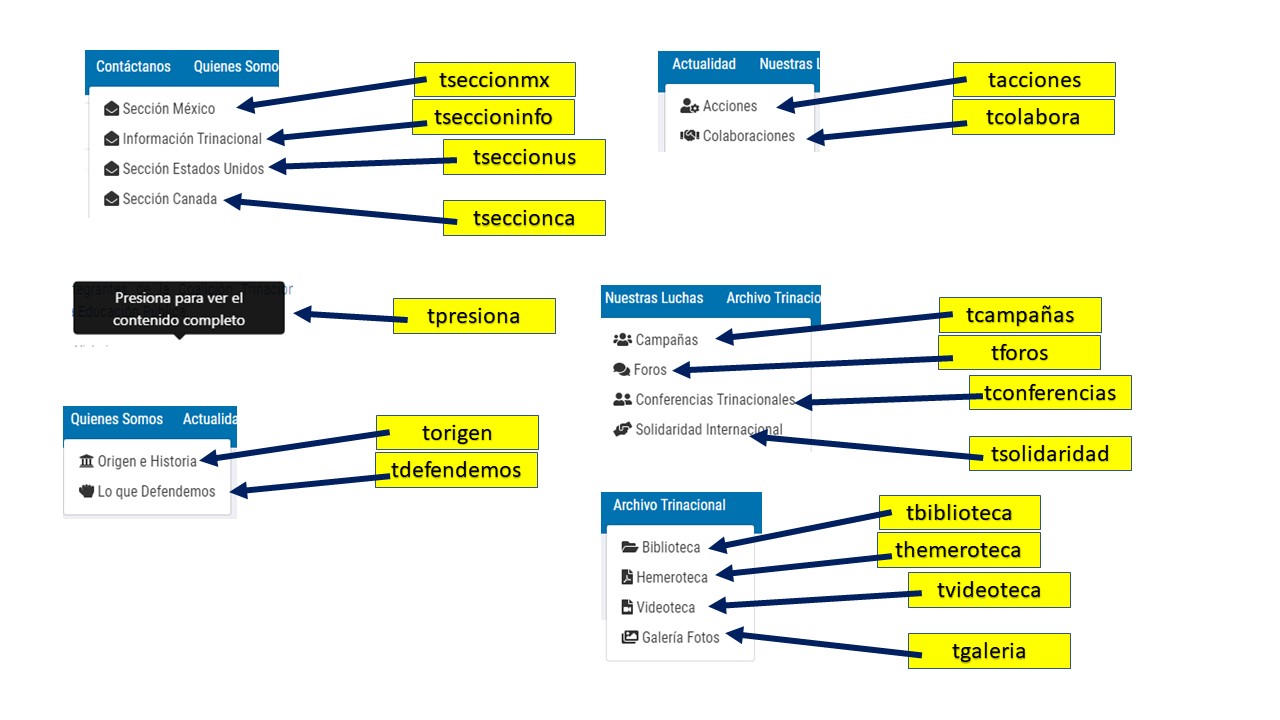 Contáctanos Quienes Somo
Sección México
Información Trinacional
Sección Estados Unidos
Sección Canada
tseccionmx
tseccioninfo
tseccionus
tseccionca
Actualidad Nuestras L
Acciones
Colaboraciones
tacciones
tcolabora
Presiona para ver el
contenido completo
tpresiona
Nuestras Luchas Archivo Trinacio
Campañas
Foros
Conferencias Trinacionales
Solidaridad Internacional
tcampañas
tforos
tconferencias
tsolidaridad
Quienes Somos Actualida
Origen e Historia
Lo que Defendemos
torigen
tdefendemos
Archivo Trinacional
Biblioteca
Hemeroteca
Videoteca
Galería Fotos
tbiblioteca
themeroteca
tvideoteca
tgaleria